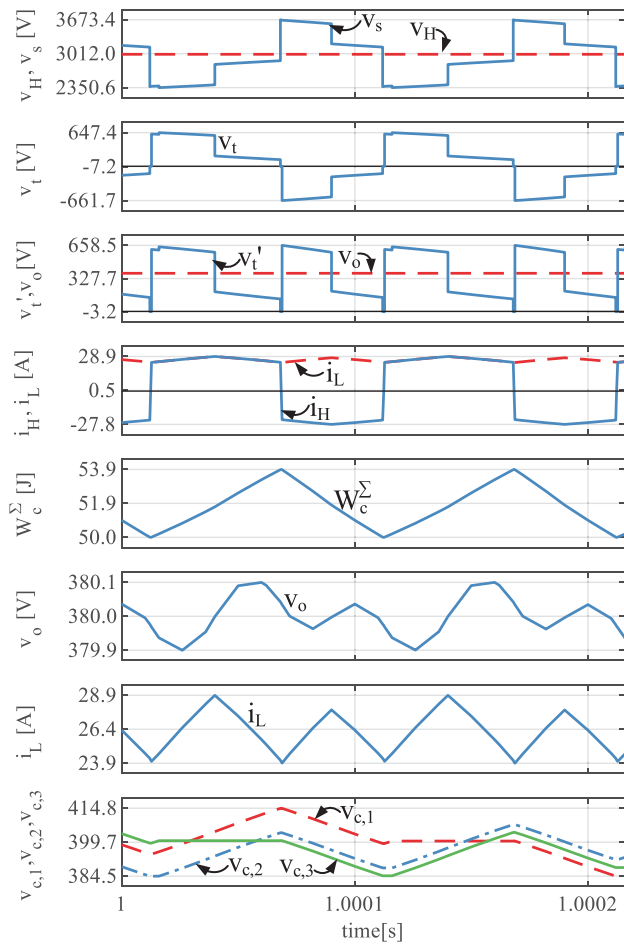 3673.4
3012.0
2350.6
v_H, v_s [V]
v_s
v_H
647.4
-7.2
-661.7
v_t [V]
v_t
658.5
327.7
-3.2
v_t',v_o[V]
v_t'
v_o
28.9
0.5
-27.8
i_H, i_L [A]
i_L
i_H
53.9
51.9
50.0
W_c^Σ [J]
W_c^Σ
380.1
380.0
379.9
v_o [V]
v_o
28.9
26.4
23.9
i_L [A]
i_L
414.8
399.7
384.5
v_c,1,v_c,2,v_c,3
v_c,1
v_c,2
v_c,3
1
1.0001
1.0002
time[s]